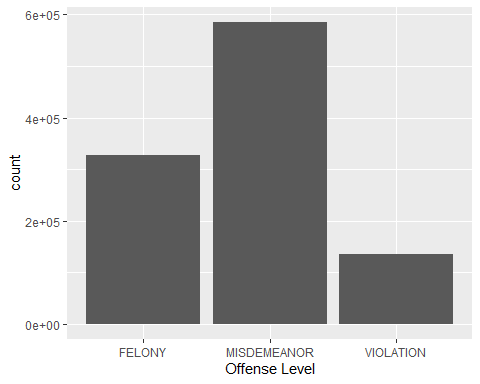 6e+05
4e+05
2e+05
0e+00
count
FELONY
MISDEMEANOR
VIOLATION
Offense Level